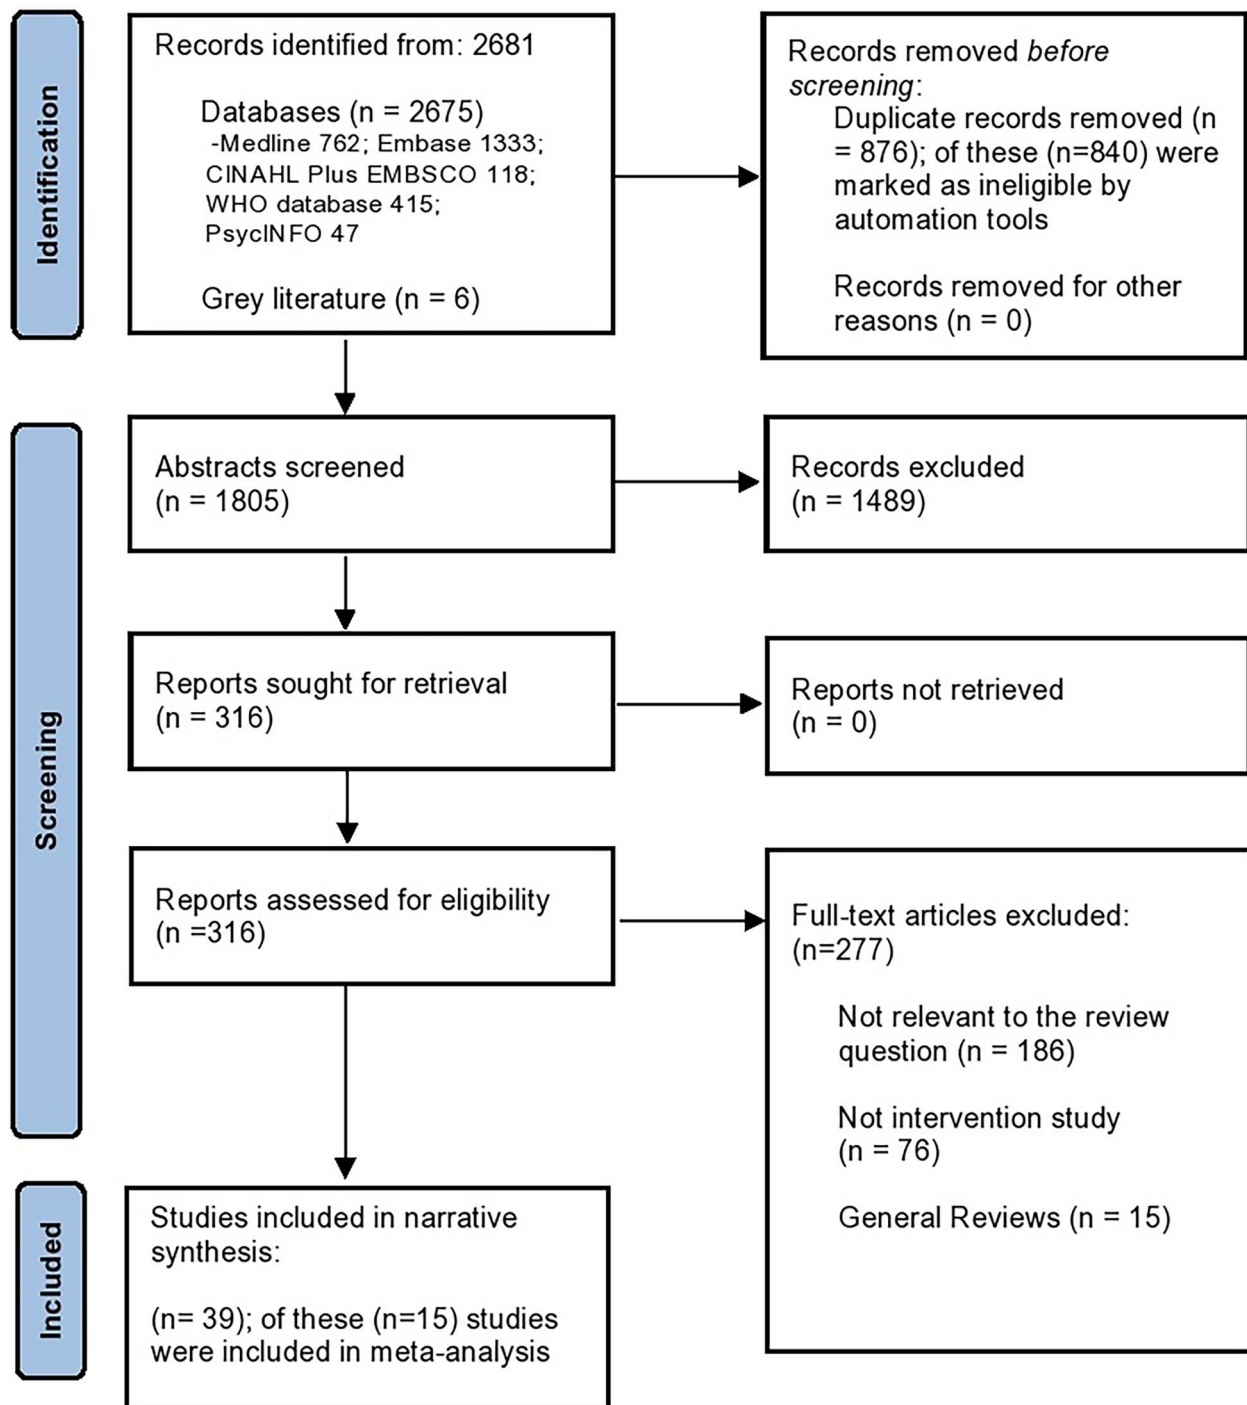 Identification
Records identified from: 2681
Databases (n = 2675)
-Medline 762; Embase 1333;
CINAHL Plus EMBSCO 118;
WHO database 415;
PsycINFO 47
Grey literature (n = 6)
Records removed before
screening:
Duplicate records removed (n
= 876); of these (n=840) were
marked as ineligible by
automation tools
Records removed for other
reasons (n = 0)
Screening
Abstracts screened
(n = 1805)
Records excluded
(n = 1489)
Reports sought for retrieval
(n = 316)
Reports not retrieved
(n = 0)
Reports assessed for eligibility
(n =316)
Full-text articles excluded:
(n=277)
Not relevant to the review
question (n = 186)
Not intervention study
(n = 76)
General Reviews (n = 15)
Included
Studies included in narrative
synthesis:
(n= 39); of these (n=15) studies
were included in meta-analysis